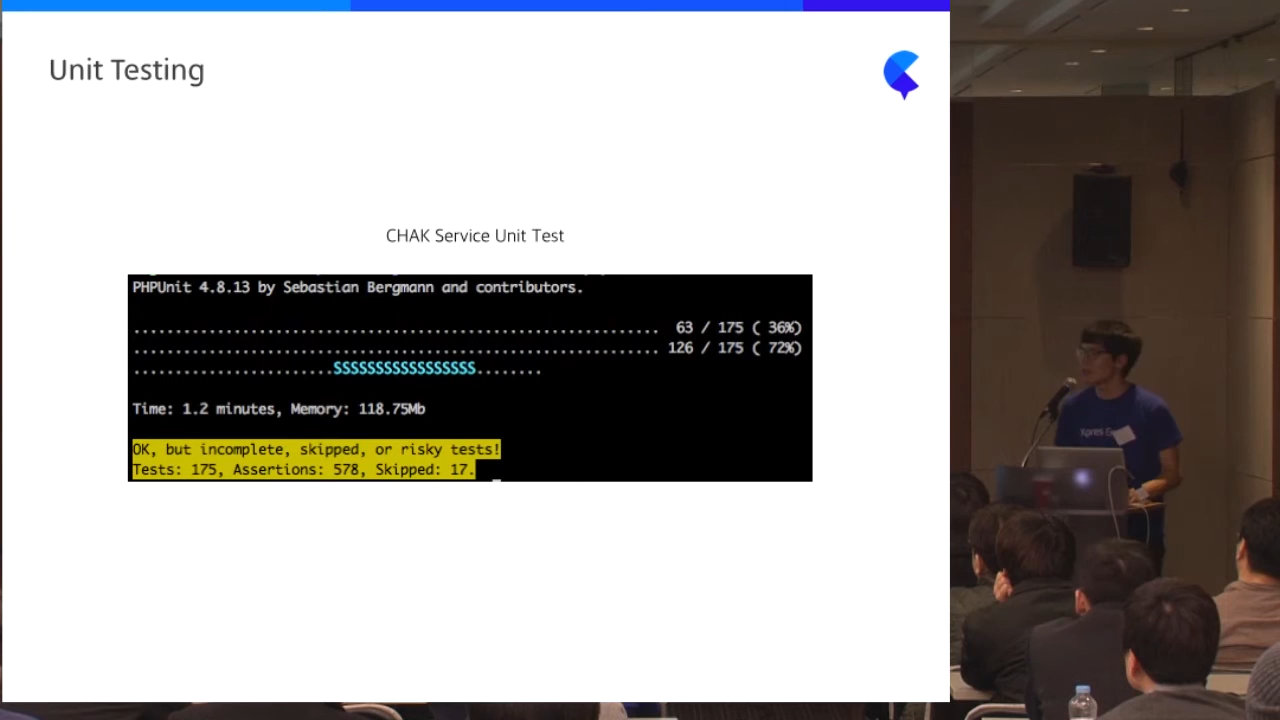 Unit Testing
CHAK Service Unit Test
PHPUnit 4.8.13 by Sebastian Bergmann and contributors.
............................................................... 63 / 175 ( 36%)
............................................................... 126 / 175 ( 72%)
........................SSSSSSSSSSSSSSSSS........
Time: 1.2 minutes, Memory: 118.75Mb
OK, but incomplete, skipped, or risky tests!
Tests: 175, Assertions: 578, Skipped: 17.